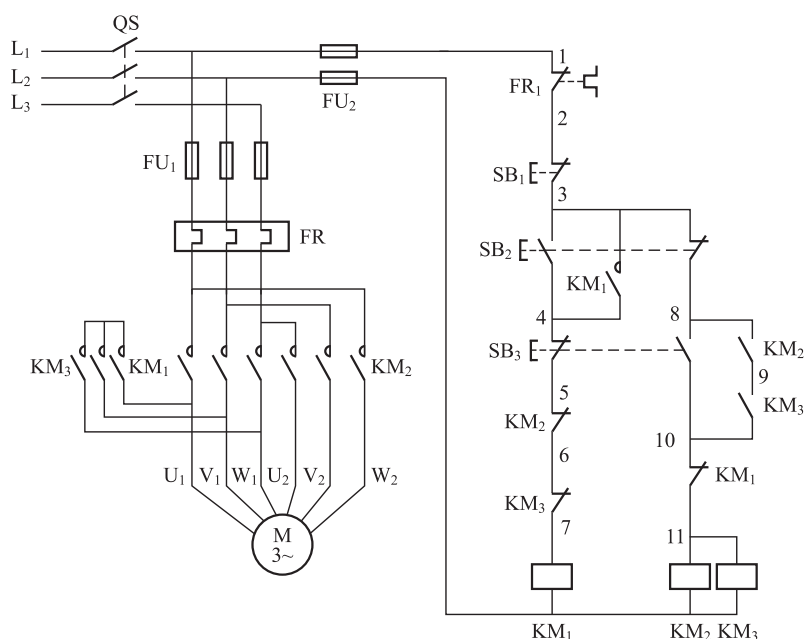 QS
L₁
L₂
L₃
FU₂
1
FR₁
2
FU₁
SB₁
3
FR
SB₂
KM₁
4
8
KM₃
KM₁
KM₂
SB₃
KM₂
9
5
KM₃
KM₂
10
6
U₁
V₁
W₁
U₂
V₂
W₂
KM₁
KM₃
7
M
3~
11
KM₁
KM₂
KM₃